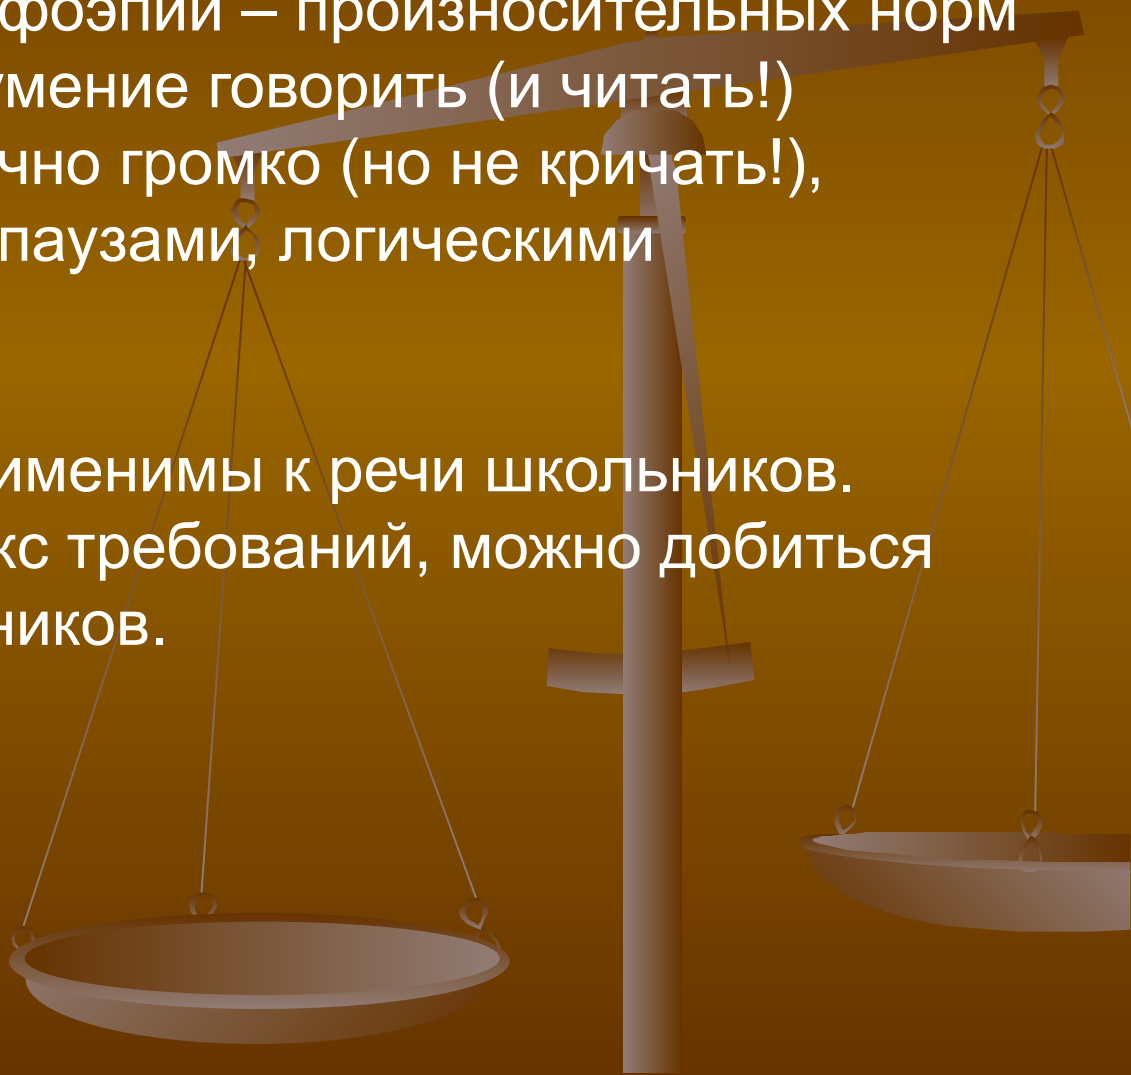 фоэпии – произносительных норм
умение говорить (и читать!)
чно громко (но не кричать!),
паузами, логическими
именимы к речи школьников.
кс требований, можно добиться
ников.